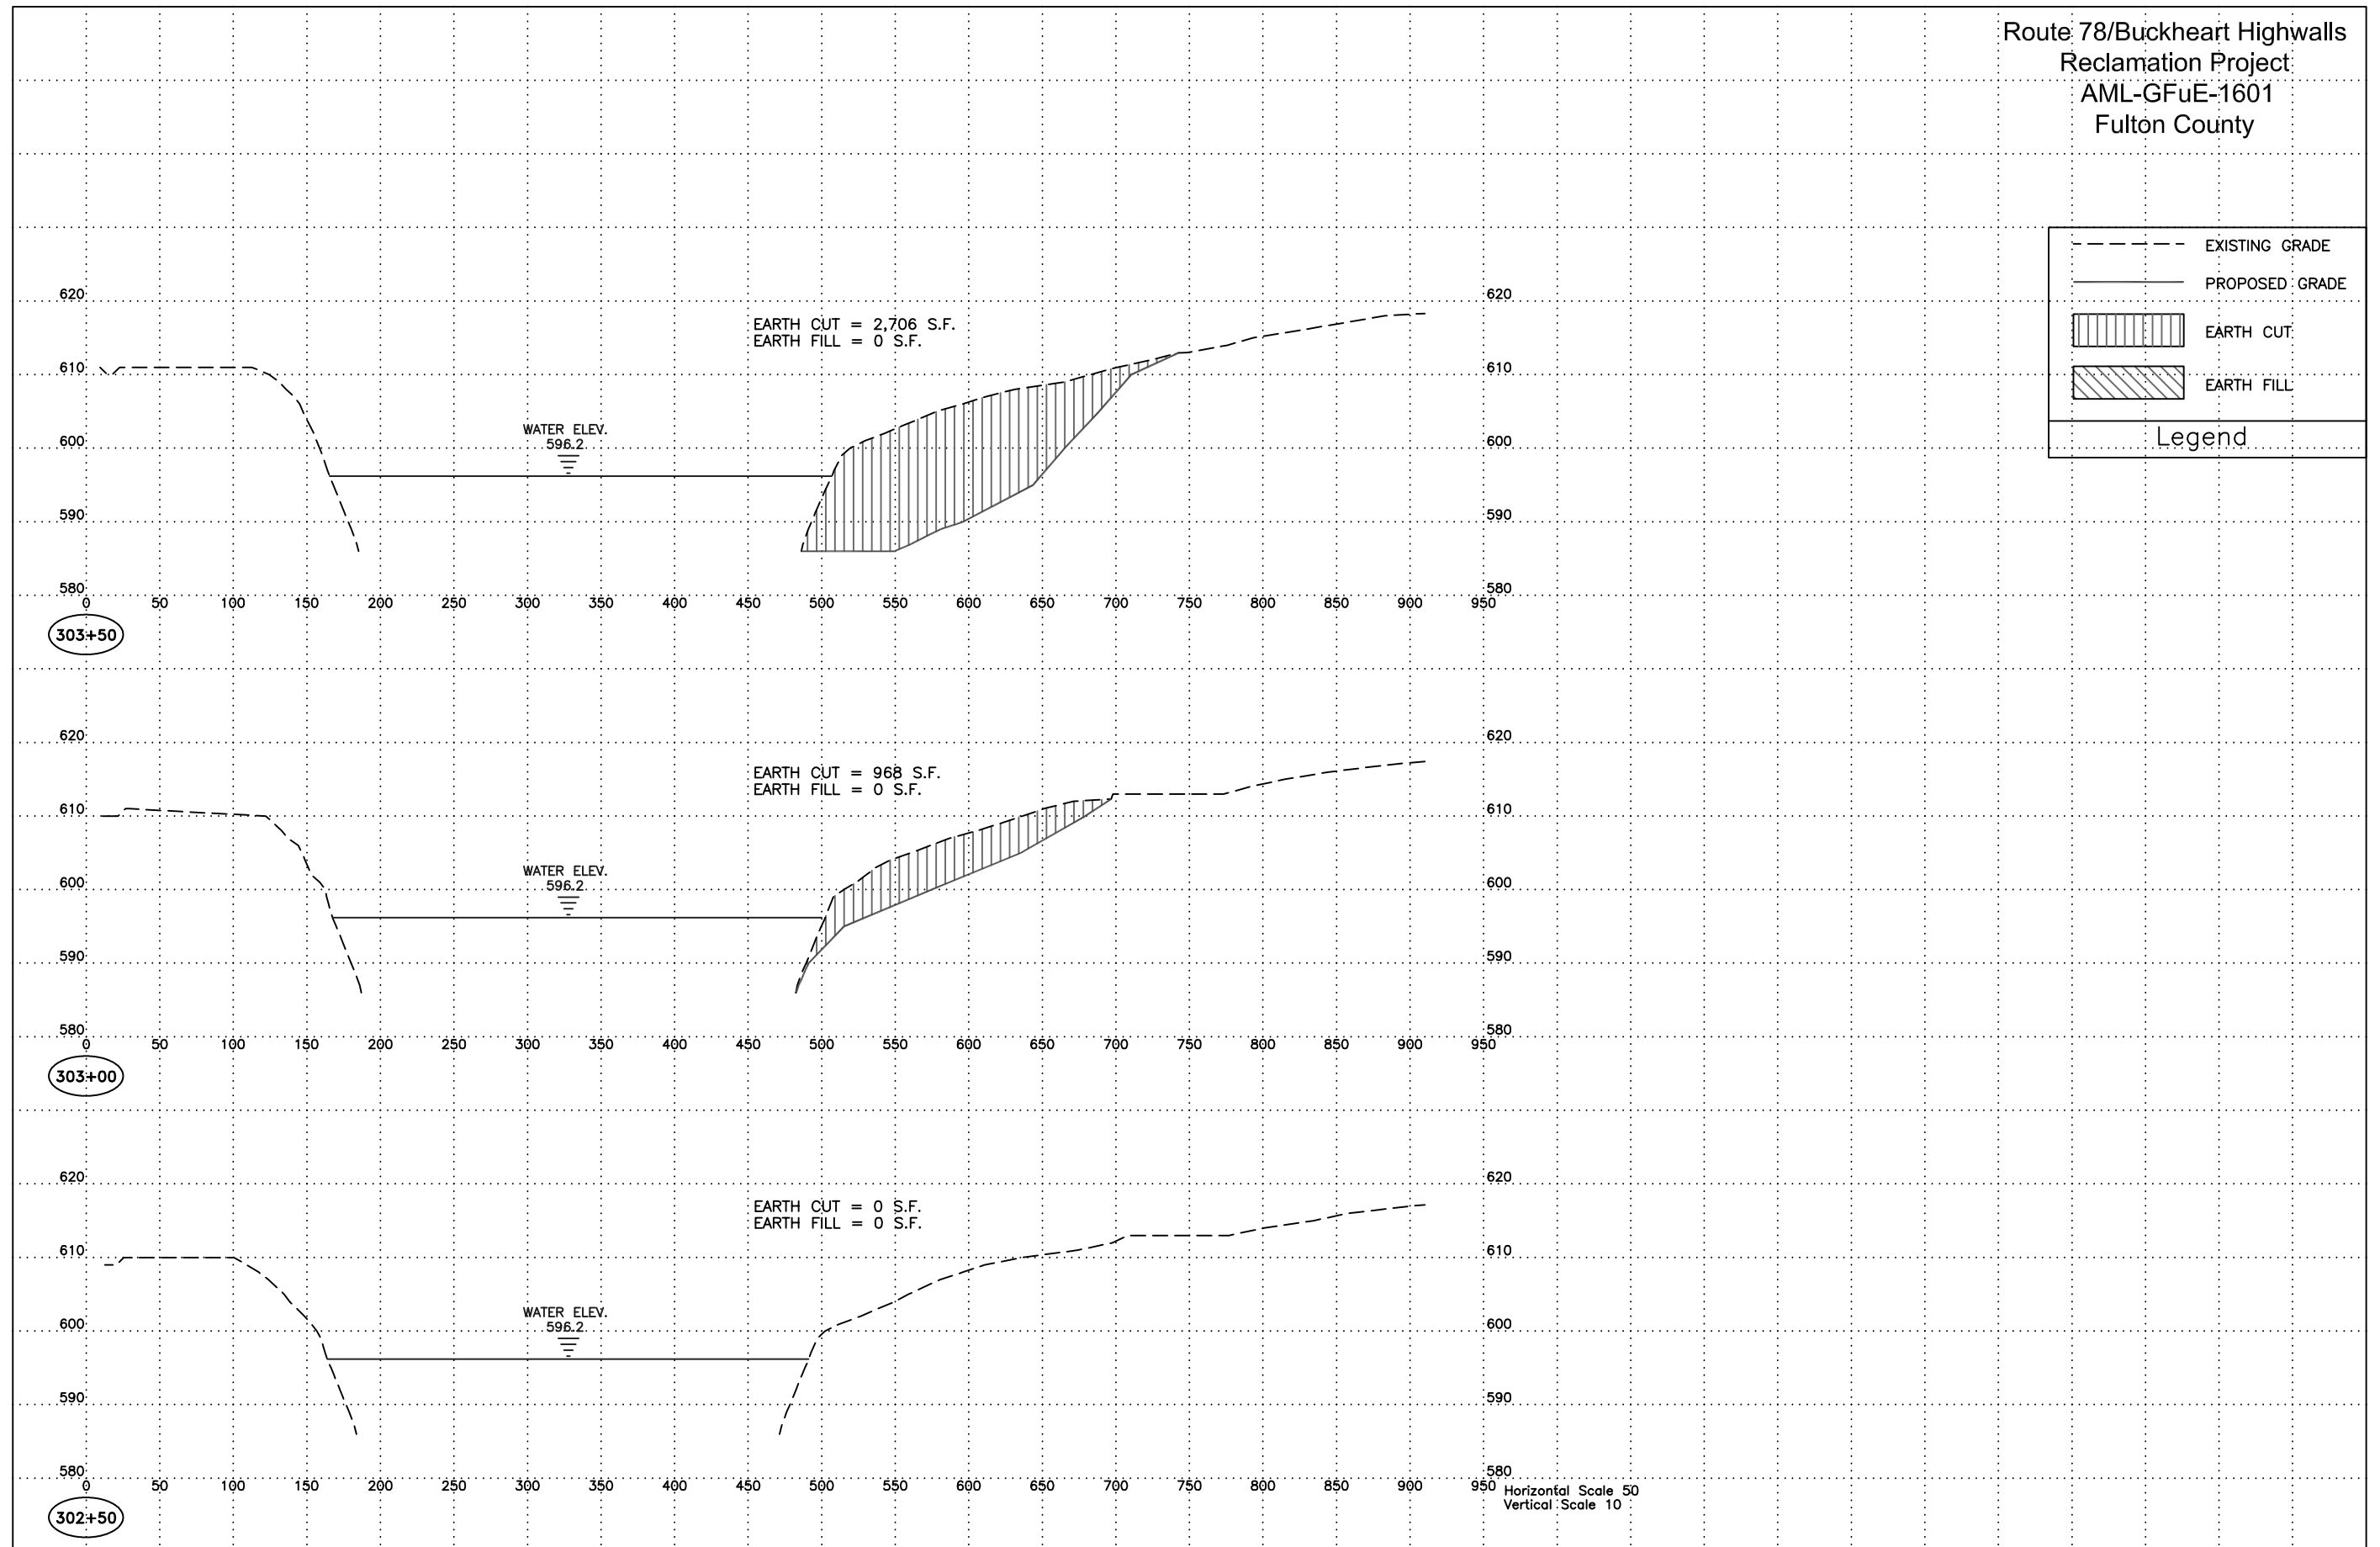 Route 78/Buckheart Highwalls
Reclamation Project
AML-GFuE-1601
Fulton County
EXISTING GRADE
PROPOSED GRADE
EARTH CUT
EARTH FILL
Legend
620 620
EARTH CUT = 2,706 S.F.
EARTH FILL = 0 S.F.
610 610
WATER ELEV.
596.2
600 600
590 590
580 580
0 50 100 150 200 250 300 350 400 450 500 550 600 650 700 750 800 850 900 950
303+50
620 620
EARTH CUT = 968 S.F.
EARTH FILL = 0 S.F.
610 610
WATER ELEV.
596.2
600 600
590 590
580 580
0 50 100 150 200 250 300 350 400 450 500 550 600 650 700 750 800 850 900 950
303+00
620 620
EARTH CUT = 0 S.F.
EARTH FILL = 0 S.F.
610 610
WATER ELEV.
596.2
600 600
590 590
580 580
0 50 100 150 200 250 300 350 400 450 500 550 600 650 700 750 800 850 900 950
Horizontal Scale 50
Vertical Scale 10
302+50